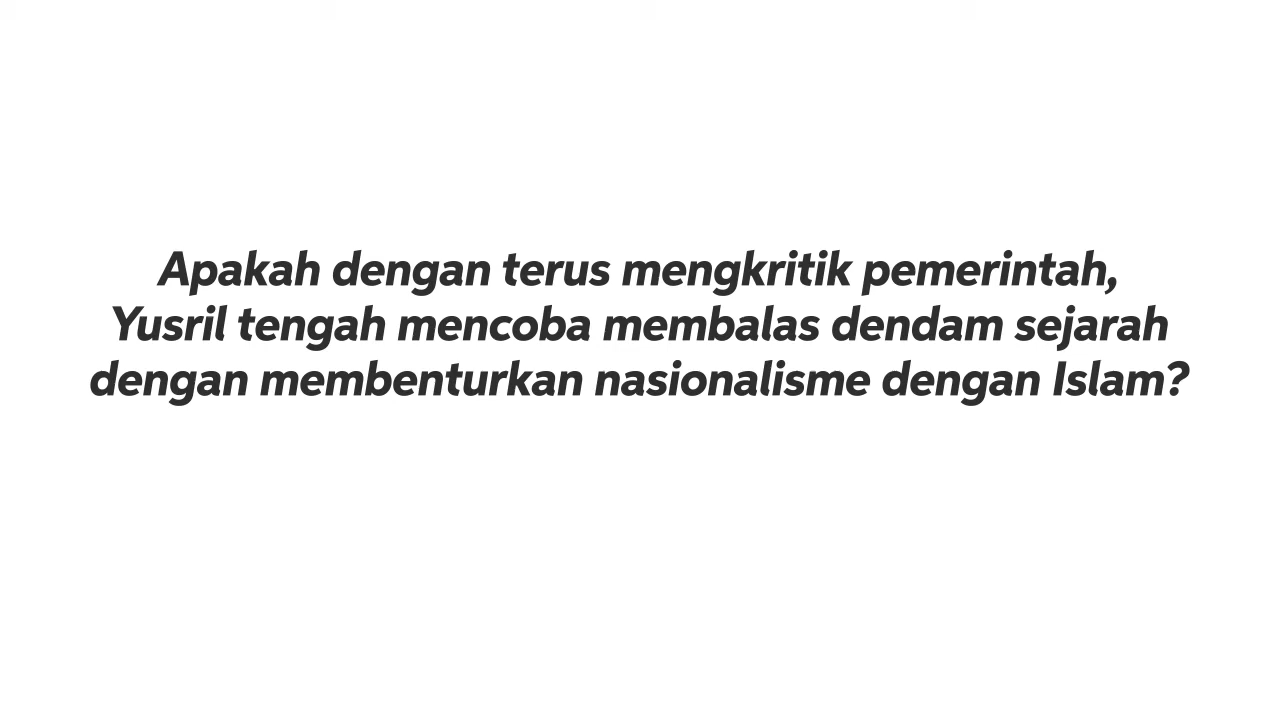 Apakah dengan terus mengkritik pemerintah,
Yusril tengah mencoba membalas dendam sejarah
dengan membenturkan nasionalisme dengan Islam?